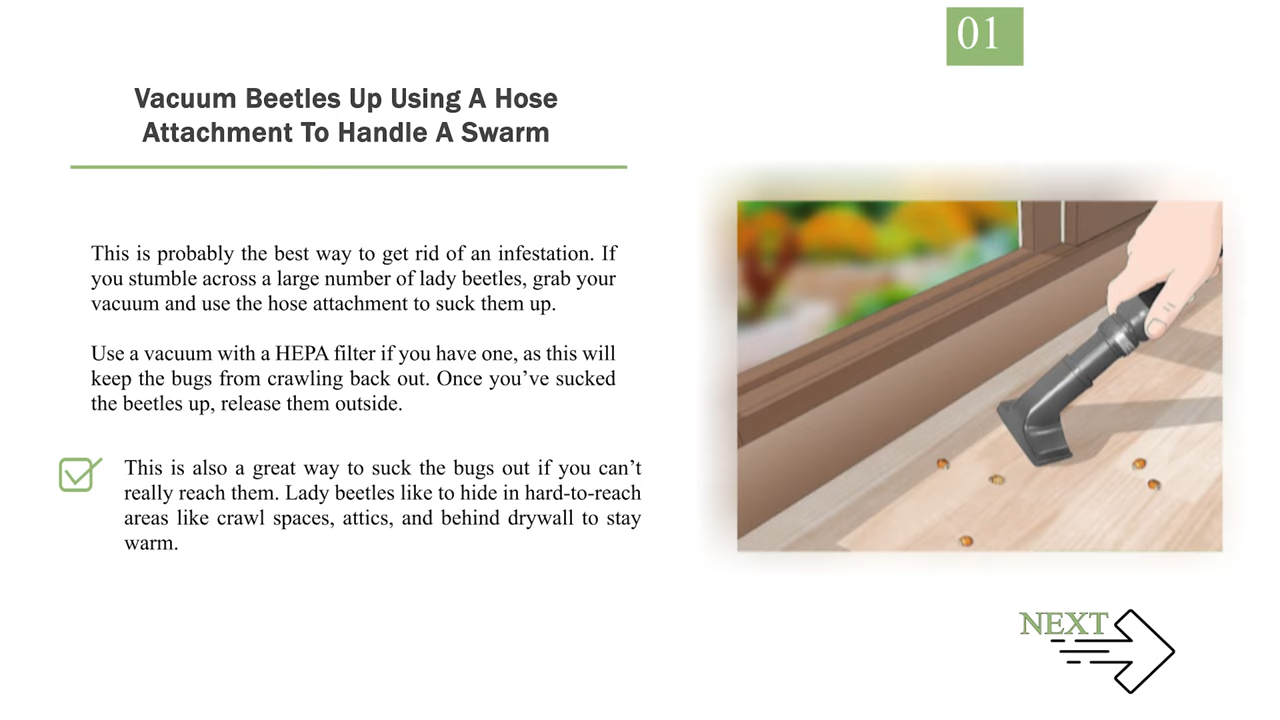 01
Vacuum Beetles Up Using A Hose
Attachment To Handle A Swarm
This is probably the best way to get rid of an infestation. If
you stumble across a large number of lady beetles, grab your
vacuum and use the hose attachment to suck them up.
Use a vacuum with a HEPA filter if you have one, as this will
keep the bugs from crawling back out. Once you’ve sucked
the beetles up, release them outside.
This is also a great way to suck the bugs out if you can’t
really reach them. Lady beetles like to hide in hard-to-reach
areas like crawl spaces, attics, and behind drywall to stay
warm.
NEXT